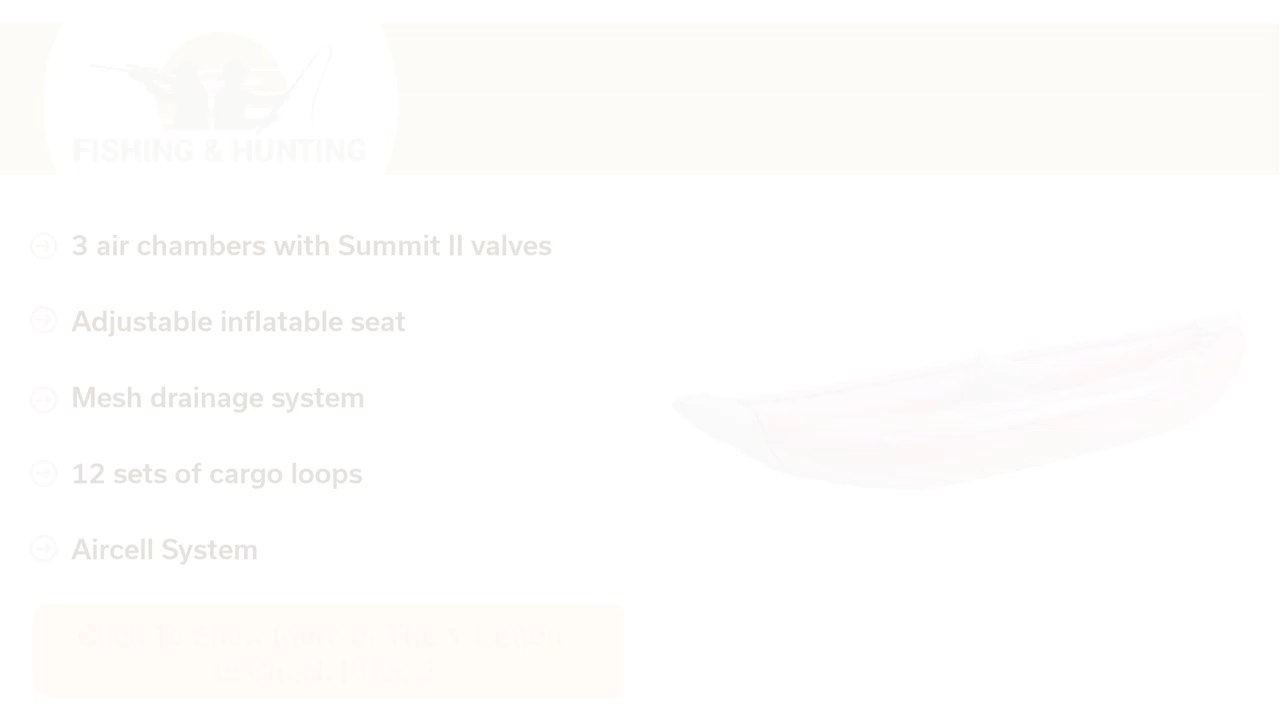 FISHING & HUNTING
3 air chambers with Summit II valves
Adjustable inflatable seat
Mesh drainage system
12 sets of cargo loops
Aircell System